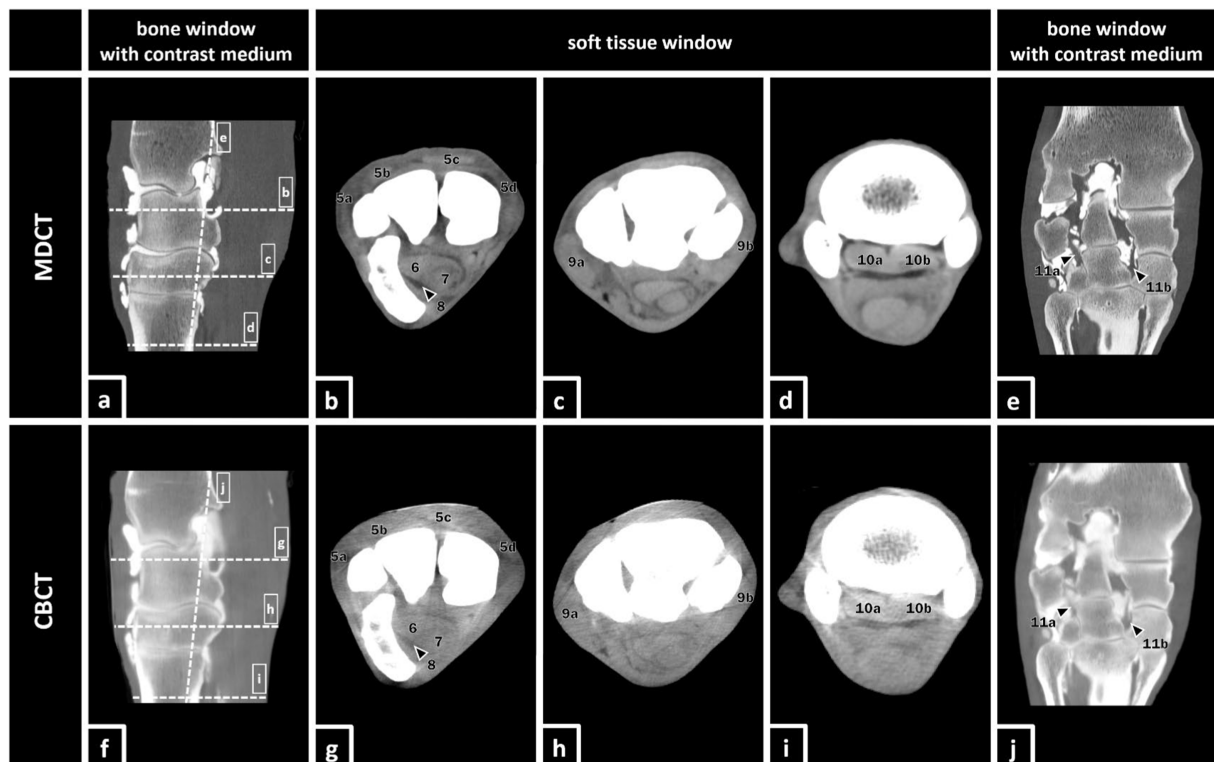 bone window
with contrast medium
soft tissue window
bone window
with contrast medium
MDCT
e
b
c
d
a
5a
5b
5c
5d
6
7
8
b
9a
9b
c
10a
10b
d
11a
11b
e
CBCT
j
g
h
i
f
5a
5b
5c
5d
6
7
8
g
9a
9b
h
10a
10b
i
11a
11b
j